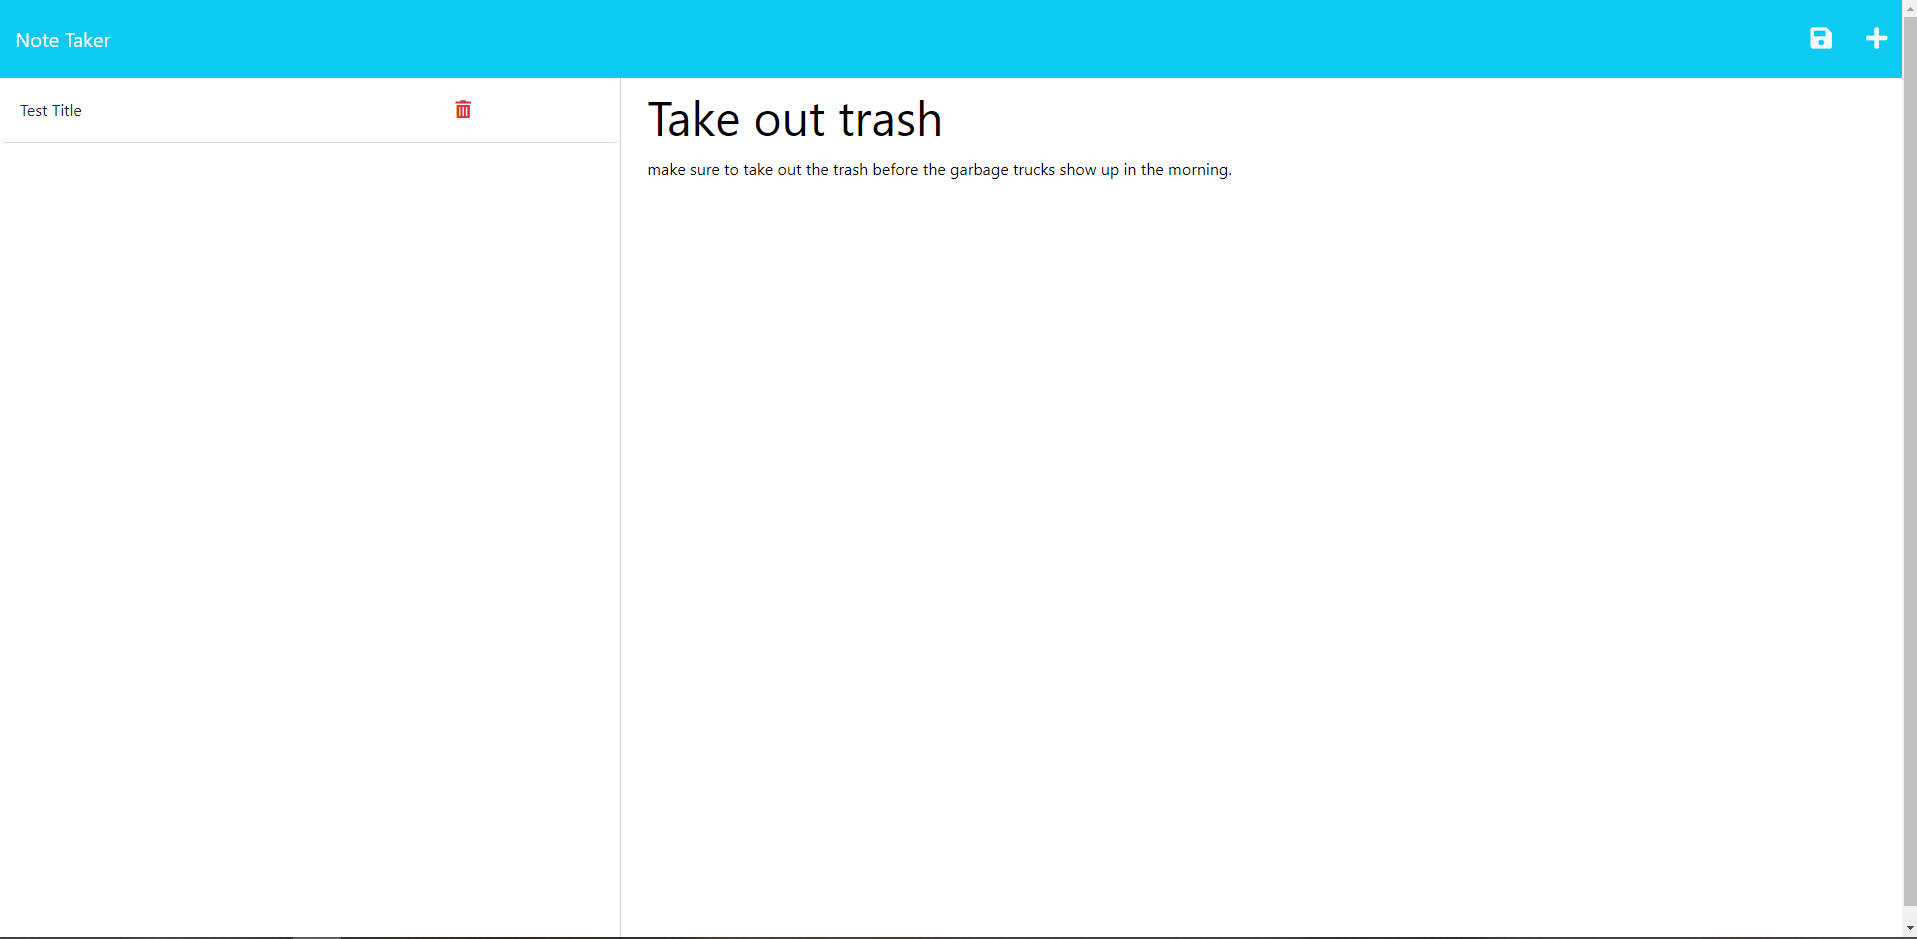 Note Taker
Test Title
Take out trash
make sure to take out the trash before the garbage trucks show up in the morning.